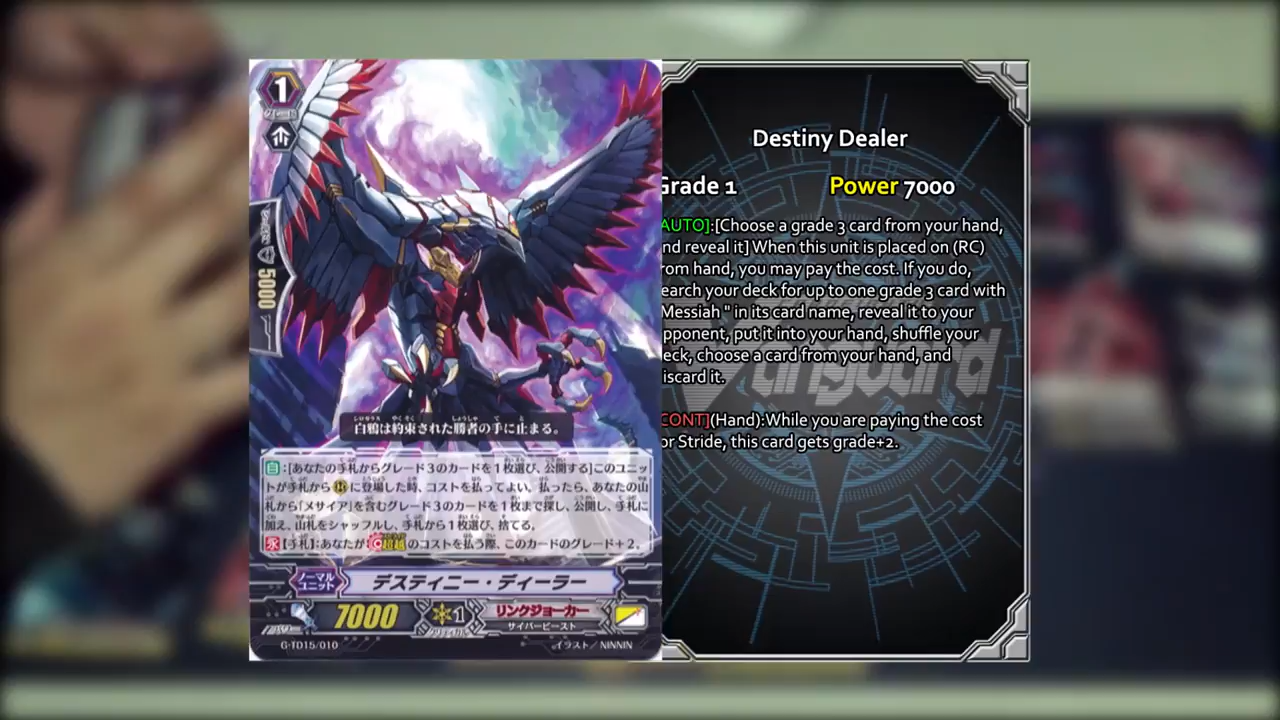 1
5000
白鴉は約束された勝者の手に止まる。
自:[あなたの手札からグレード3のカードを1枚選び、公開する]このユニッ
トが手札から Rに登場した時、コストを払ってよい。払ったら、あなたの山
札から「メサイア」を含むグレード3のカードを1枚まで探し、公開し、手札に
加え、山札をシャッフルし、手札から1枚選び、捨てる。
永【手札】:あなたが超越のコストを払う際、このカードのグレード+2。
ノーマル
ユニット
デスティニー・ディーラー
7000
1
クリティカル
リンクジョーカー
サイバービースト
G-TD15/010
イラスト/NINNIN
Destiny Dealer
Grade 1
Power 7000
AUTO]:[Choose a grade 3 card from your hand,
nd reveal it] When this unit is placed on (RC)
rom hand, you may pay the cost. If you do,
earch your deck for up to one grade 3 card with
Messiah " in its card name, reveal it to your
pponent, put it into your hand, shuffle your
eck, choose a card from your hand, and
iscard it.
CONT](Hand):While you are paying the cost
or Stride, this card gets grade+2.
Vanguard